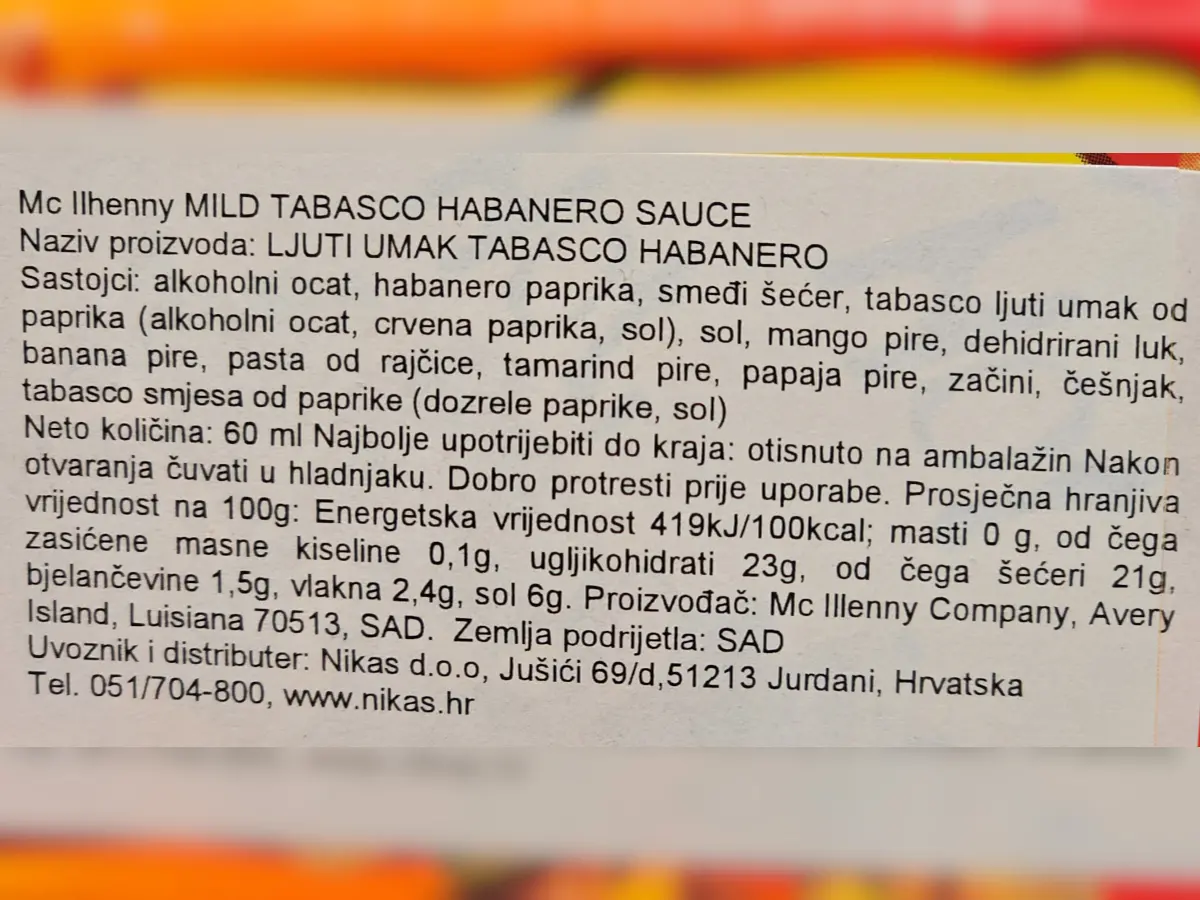 Mc Ilhenny MILD TABASCO HABANERO SAUCE
Naziv proizvoda: LJUTI UMAK TABASCO HABANERO
Sastojci: alkoholni ocat, habanero paprika, smeđi šećer, tabasco ljuti umak od
paprika (alkoholni ocat, crvena paprika, sol), sol, mango pire, dehidrirani luk,
banana pire, pasta od rajčice, tamarind pire, papaja pire, začini, češnjak,
tabasco smjesa od paprike (dozrele paprike, sol)
Neto količina: 60 ml Najbolje upotrijebiti do kraja: otisnuto na ambalažin Nakon
otvaranja čuvati u hladnjaku. Dobro protresti prije uporabe. Prosječna hranjiva
vrijednost na 100g: Energetska vrijednost 419kJ/100kcal; masti 0 g, od čega
zasićene masne kiseline 0,1g, ugljikohidrati 23g, od čega šećeri 21g,
bjelančevine 1,5g, vlakna 2,4g, sol 6g. Proizvođač: Mc Illenny Company, Avery
Island, Luisiana 70513, SAD. Zemlja podrijetla: SAD
Uvoznik i distributer: Nikas d.o.o, Jušići 69/d,51213 Jurdani, Hrvatska
Tel. 051/704-800, www.nikas.hr